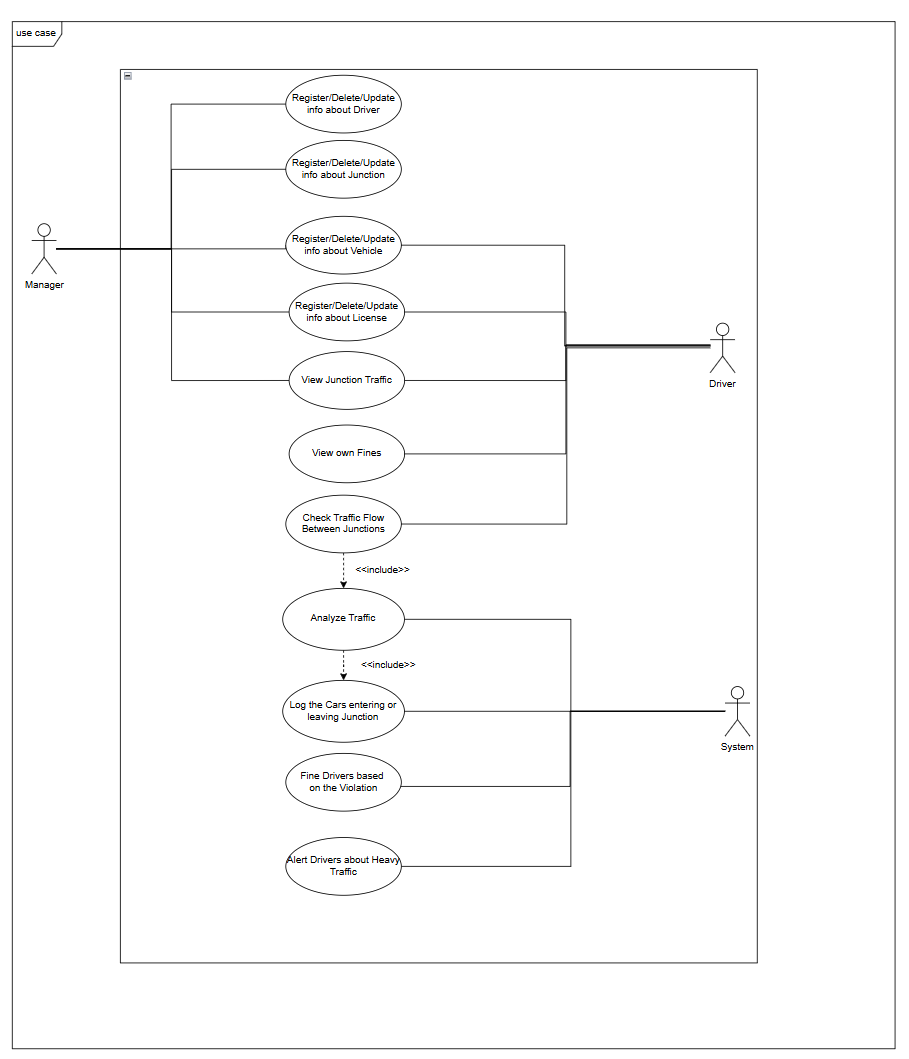 use case
Register/Delete/Update
info about Driver
Register/Delete/Update
info about Junction
Manager
Register/Delete/Update
info about Vehicle
Register/Delete/Update
info about License
View Junction Traffic
Driver
View own Fines
Check Traffic Flow
Between Junctions
<<include>>
Analyze Traffic
<<include>>
Log the Cars entering or
leaving Junction
System
Fine Drivers based
on the Violation
Alert Drivers about Heavy
Traffic